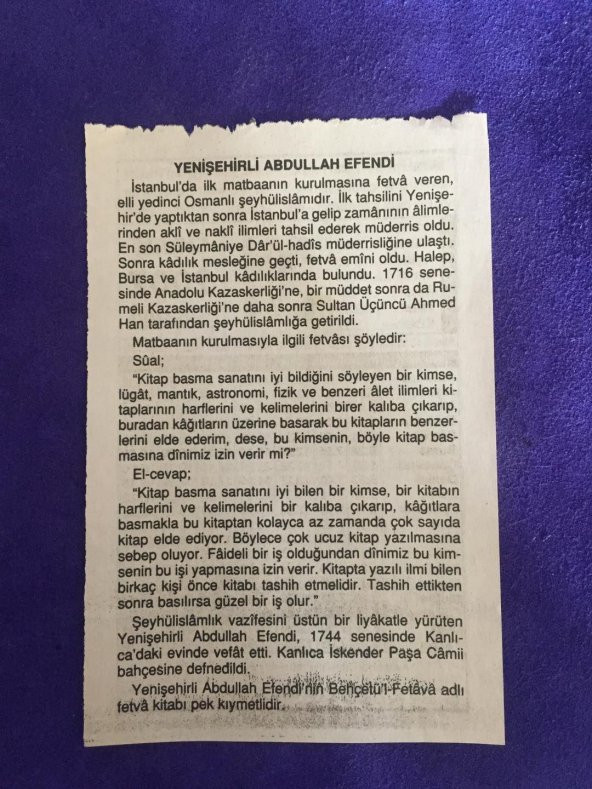 YENİŞEHİRLİ ABDULLAH EFENDİ
İstanbul'da ilk matbaanın kurulmasına fetvâ veren,
elli yedinci Osmanlı şeyhülislâmıdır. İlk tahsilini Yenişe-
hir'de yaptıktan sonra İstanbul'a gelip zamânının âlimle-
rinden aklî ve naklî ilimleri tahsil ederek müderris oldu.
En son Süleymâniye Dâr'ül-hadîs müderrisliğine ulaştı.
Sonra kâdılık mesleğine geçti, fetvâ emîni oldu. Halep,
Bursa ve İstanbul kâdılıklarında bulundu. 1716 sene-
sinde Anadolu Kazaskerliği'ne, bir müddet sonra da Ru-
meli Kazaskerliği'ne daha sonra Sultan Üçüncü Ahmed
Han tarafından şeyhülislâmlığa getirildi.
Matbaanın kurulmasıyla ilgili fetvâsı şöyledir:
Sûal;
“Kitap basma sanatını iyi bildiğini söyleyen bir kimse,
lügât, mantık, astronomi, fizik ve benzeri âlet ilimleri ki-
taplarının harflerini ve kelimelerini birer kalıba çıkarıp,
buradan kâğıtların üzerine basarak bu kitapların benzer-
lerini elde ederim, dese, bu kimsenin, böyle kitap bas-
masına dînimiz izin verir mi?”
El-cevap;
“Kitap basma sanatını iyi bilen bir kimse, bir kitabın
harflerini ve kelimelerini bir kalıba çıkarıp, kâğıtlara
basmakla bu kitaptan kolayca az zamanda çok sayıda
kitap elde ediyor. Böylece çok ucuz kitap yazılmasına
sebep oluyor. Fâideli bir iş olduğundan dînimiz bu kim-
senin bu işi yapmasına izin verir. Kitapta yazılı ilmi bilen
birkaç kişi önce kitabı tashih etmelidir. Tashih ettikten
sonra basılırsa güzel bir iş olur.”
Şeyhülislâmlık vazîfesini üstün bir liyâkatle yürüten
Yenişehirli Abdullah Efendi, 1744 senesinde Kanlı-
ca'daki evinde vefât etti. Kanlıca İskender Paşa Câmii
bahçesine defnedildi.
Yenişehirli Abdullah Efendi'nin Behçetü'l-Fetâvâ adlı
fetvâ kitabı pek kıymetlidir.